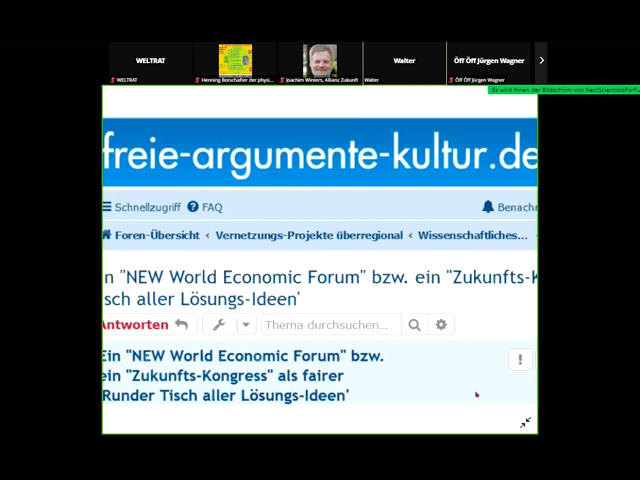 WELTRAT
Walter
Öff Öff Jürgen Wagner
WELTRAT
Henning Botschafter der physi...
Joachim Winters, Allianz Zukunft
Walter
Öff Öff Jürgen Wagner
Es wird Ihnen der Bildschirm von NextScientistsForFu
freie-argumente-kultur.de
Schnellzugriff
FAQ
Benachr
Foren-Übersicht ‹ Vernetzungs-Projekte überregional ‹ Wissenschaftliches... ‹
n "NEW World Economic Forum" bzw. ein "Zukunfts-K
isch aller Lösungs-Ideen'
Antworten
Thema durchsuchen...
Ein "NEW World Economic Forum" bzw.
ein "Zukunfts-Kongress" als fairer
Runder Tisch aller Lösungs-Ideen'